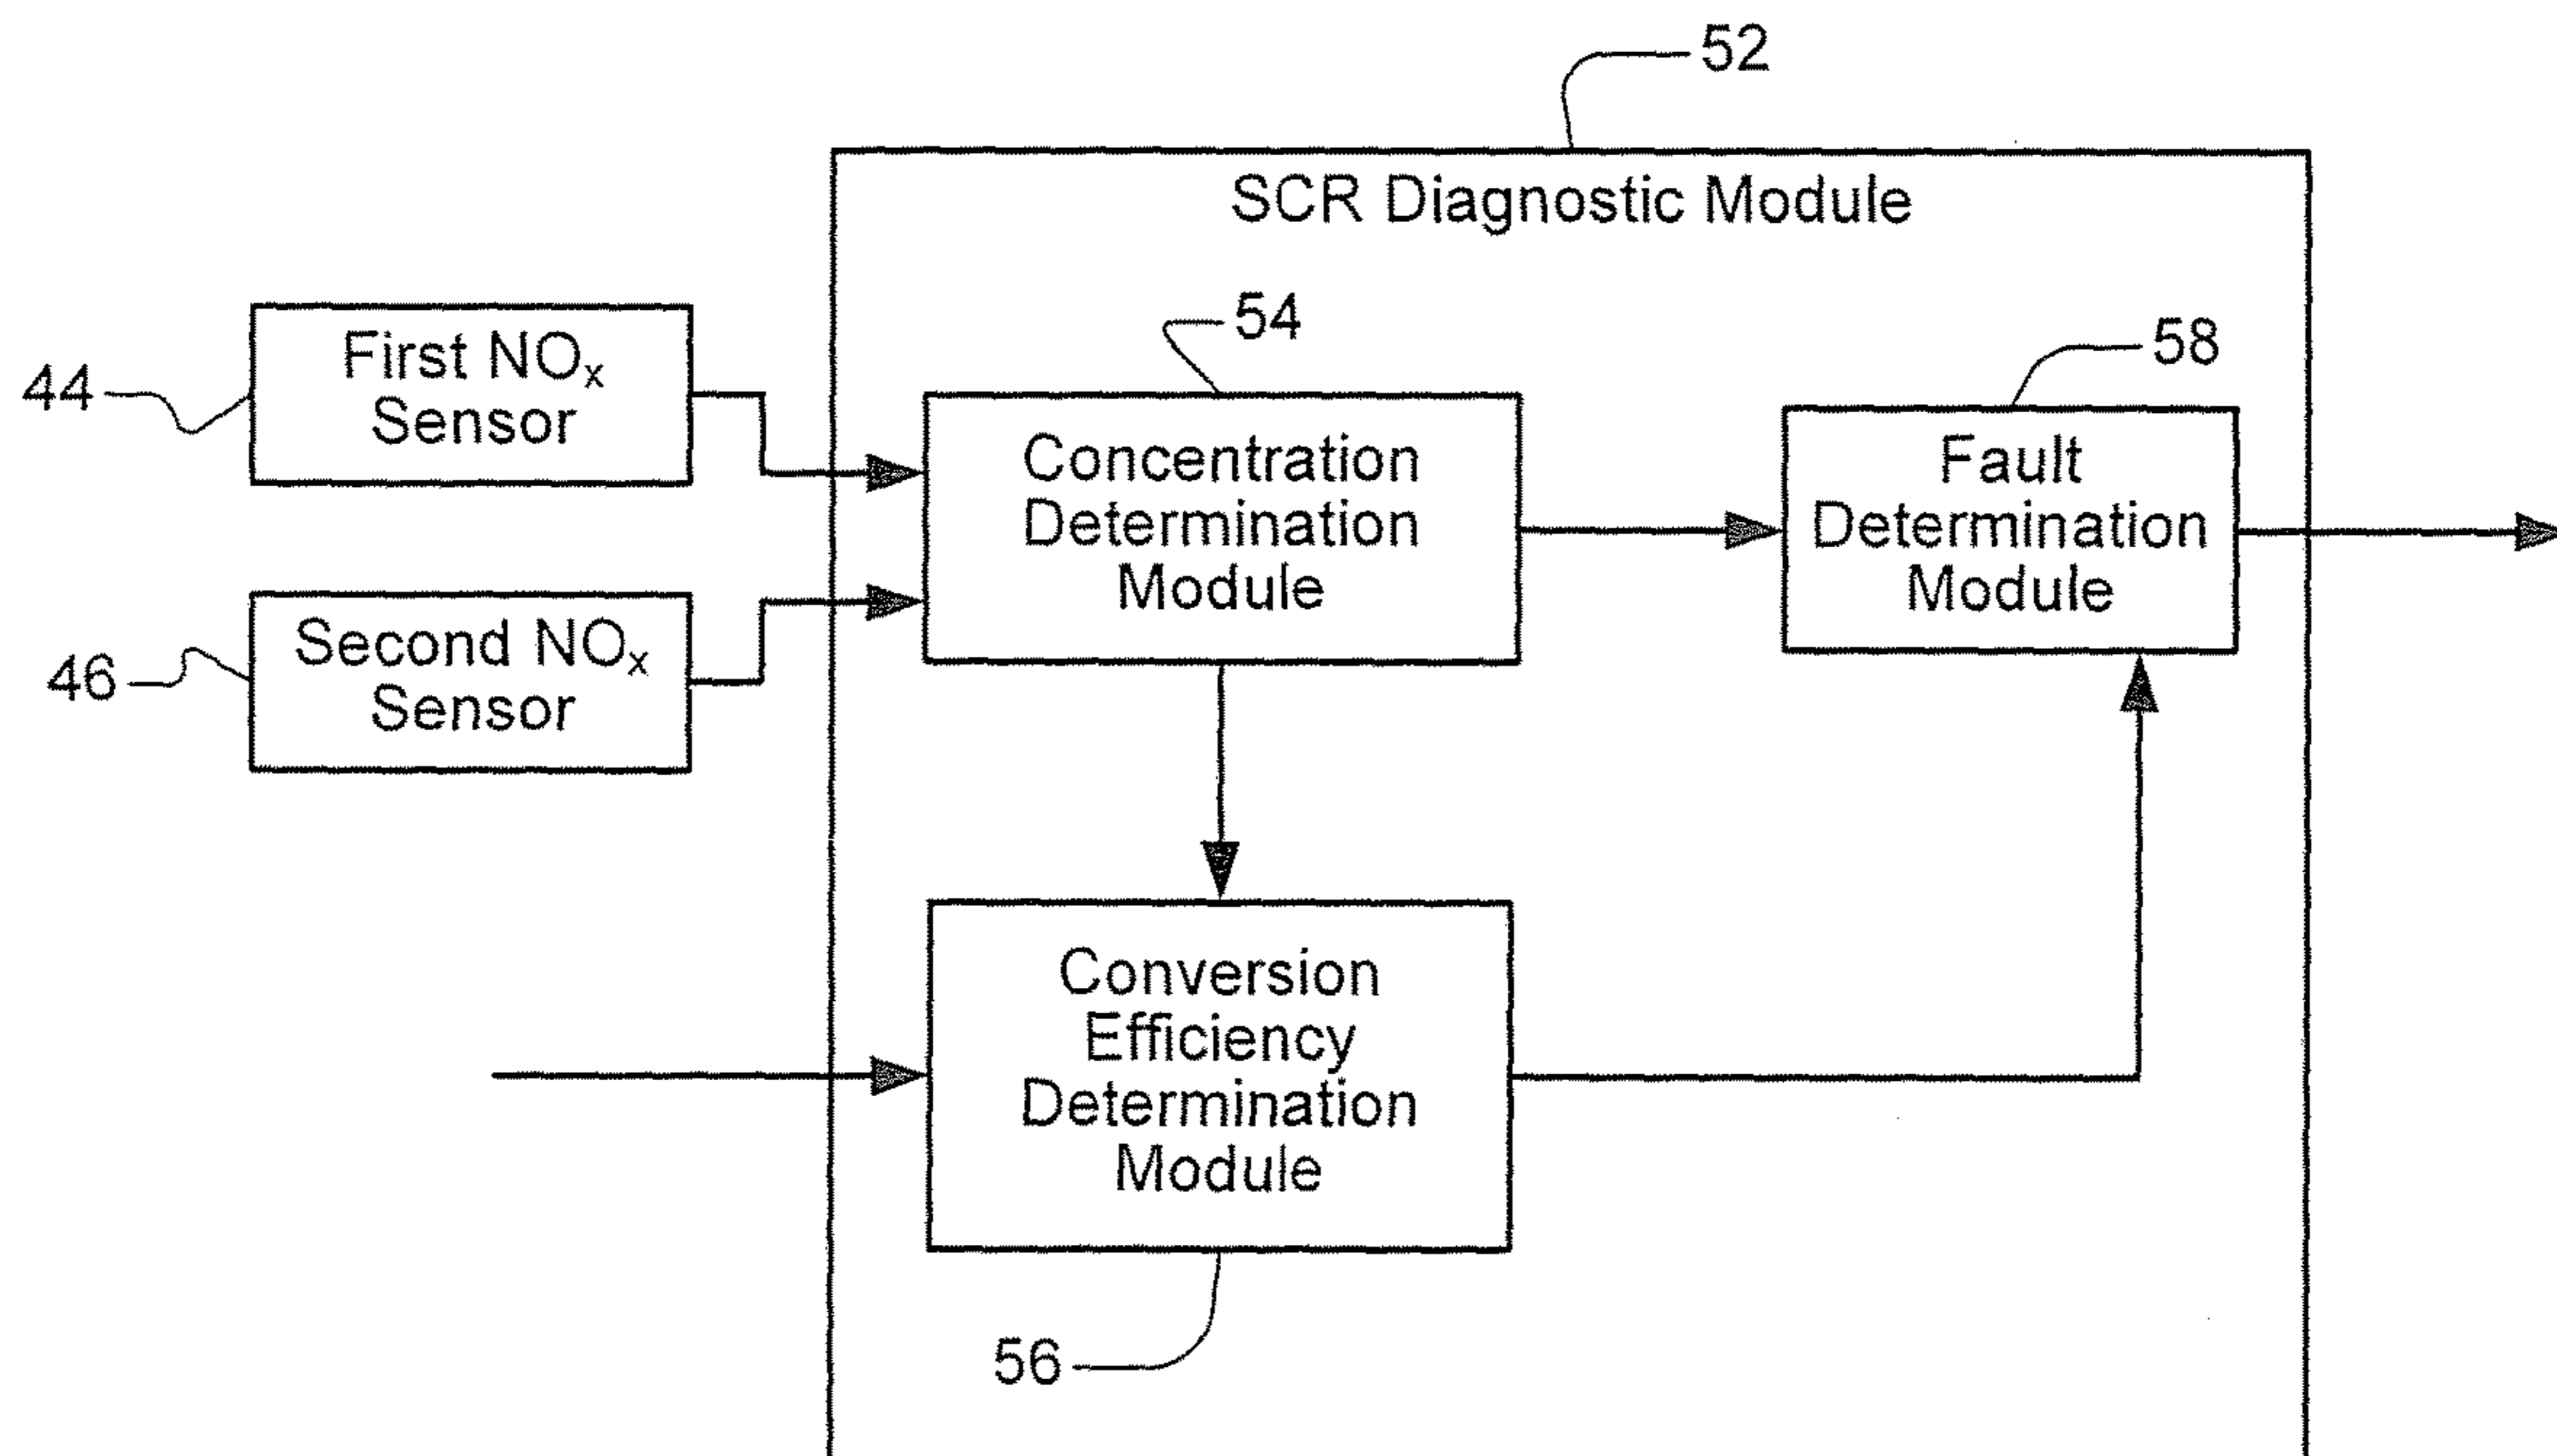 52
SCR Diagnostic Module
54
58
44
First NOₓ
Sensor
Concentration
Determination
Module
Fault
Determination
Module
46
Second NOₓ
Sensor
Conversion
Efficiency
Determination
Module
56